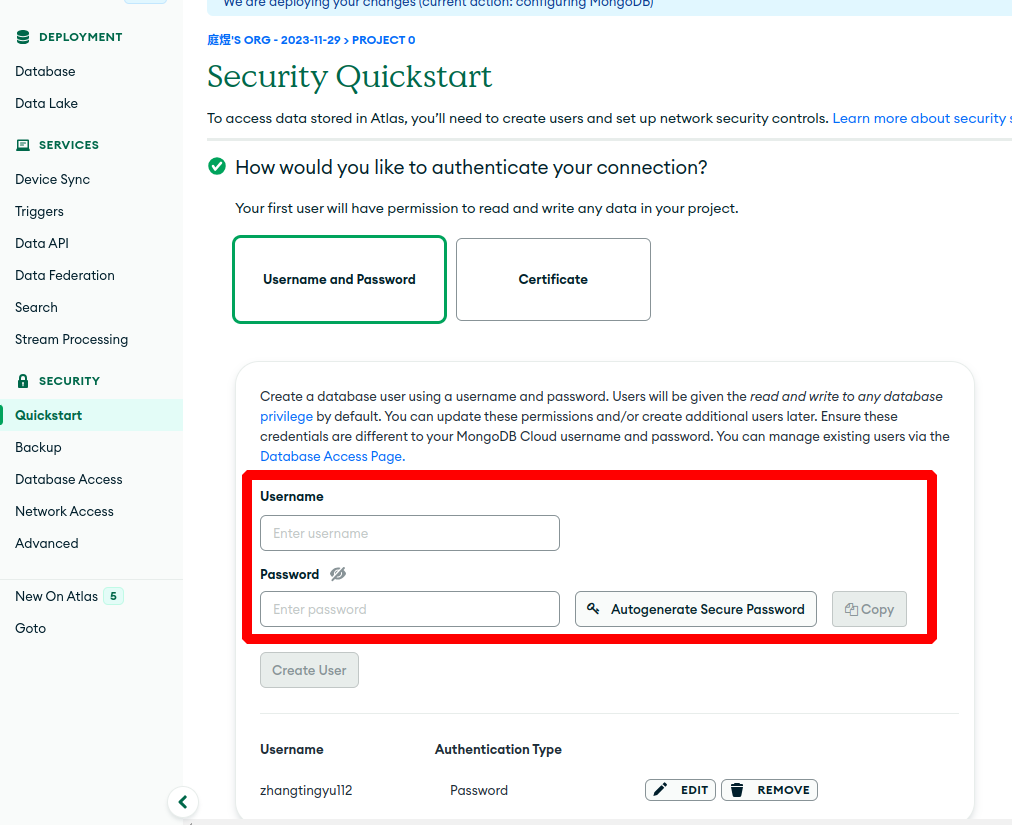 We are deploying your changes (current action: configuring MongoDB)
DEPLOYMENT
Database
Data Lake
SERVICES
Device Sync
Triggers
Data API
Data Federation
Search
Stream Processing
SECURITY
Quickstart
Backup
Database Access
Network Access
Advanced
New On Atlas 5
Goto
庭煜'S ORG - 2023-11-29 > PROJECT 0
Security Quickstart
To access data stored in Atlas, you’ll need to create users and set up network security controls. Learn more about security s
How would you like to authenticate your connection?
Your first user will have permission to read and write any data in your project.
Username and Password
Certificate
Create a database user using a username and password. Users will be given the read and write to any database
privilege by default. You can update these permissions and/or create additional users later. Ensure these
credentials are different to your MongoDB Cloud username and password. You can manage existing users via the
Database Access Page.
Username
Enter username
Password
Enter password
Autogenerate Secure Password
Copy
Create User
Username Authentication Type
zhangtingyu112 Password EDIT REMOVE